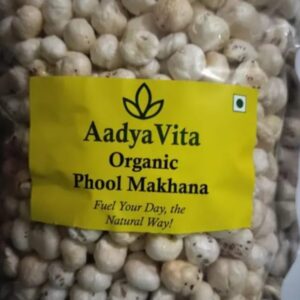 AadyaVita
Organic
Phool Makhana
Fuel Your Day, the
Natural Way!